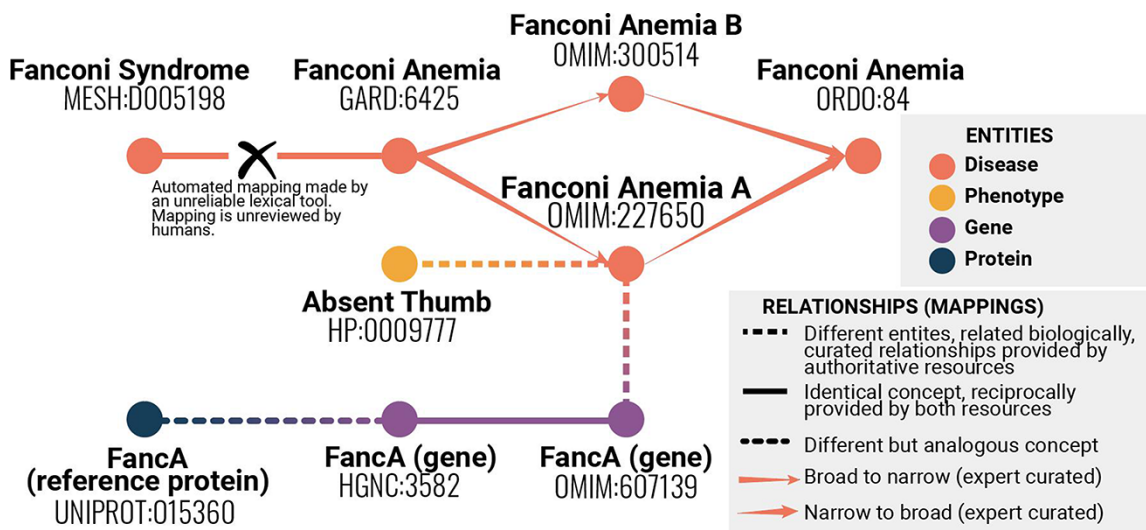 Fanconi Anemia B
OMIM:300514
Fanconi Syndrome
MESH:D005198
Fanconi Anemia
GARD:6425
Fanconi Anemia
ORDO:84
Automated mapping made by
an unreliable lexical tool.
Mapping is unreviewed by
humans.
Fanconi Anemia A
OMIM:227650
Absent Thumb
HP:0009777
FancA
(reference protein)
UNIPROT:O15360
FancA (gene)
HGNC:3582
FancA (gene)
OMIM:607139
ENTITIES
Disease
Phenotype
Gene
Protein
RELATIONSHIPS (MAPPINGS)
Different entites, related biologically,
curated relationships provided by
authoritative resources
Identical concept, reciprocally
provided by both resources
Different but analogous concept
Broad to narrow (expert curated)
Narrow to broad (expert curated)